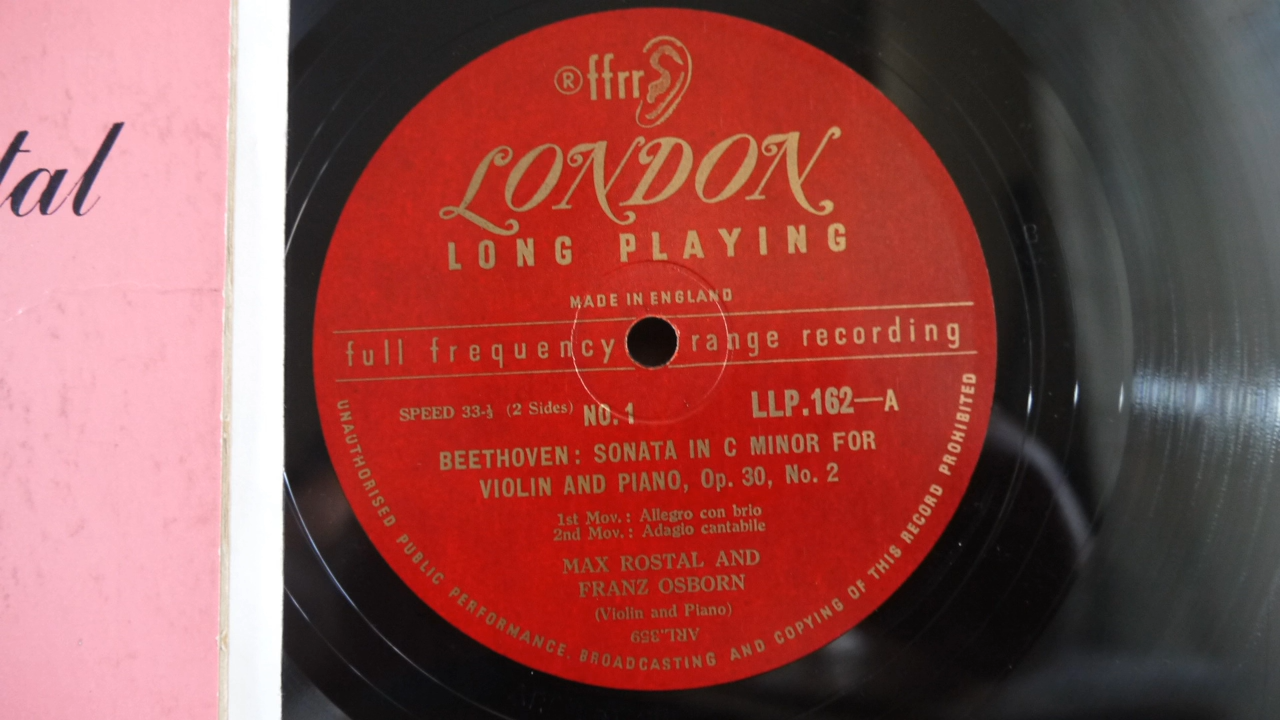 tal
®ffrr
LONDON
LONG PLAYING
MADE IN ENGLAND
full frequency range recording
SPEED 33-⅓ (2 Sides) NO. 1 LLP.162—A
BEETHOVEN: SONATA IN C MINOR FOR
VIOLIN AND PIANO, Op. 30, No. 2
1st Mov.: Allegro con brio
2nd Mov.: Adagio cantabile
MAX ROSTAL AND
FRANZ OSBORN
(Violin and Piano)
ARL"359
UNAUTHORISED PUBLIC PERFORMANCE, BROADCASTING AND COPYING OF THIS RECORD PROHIBITED